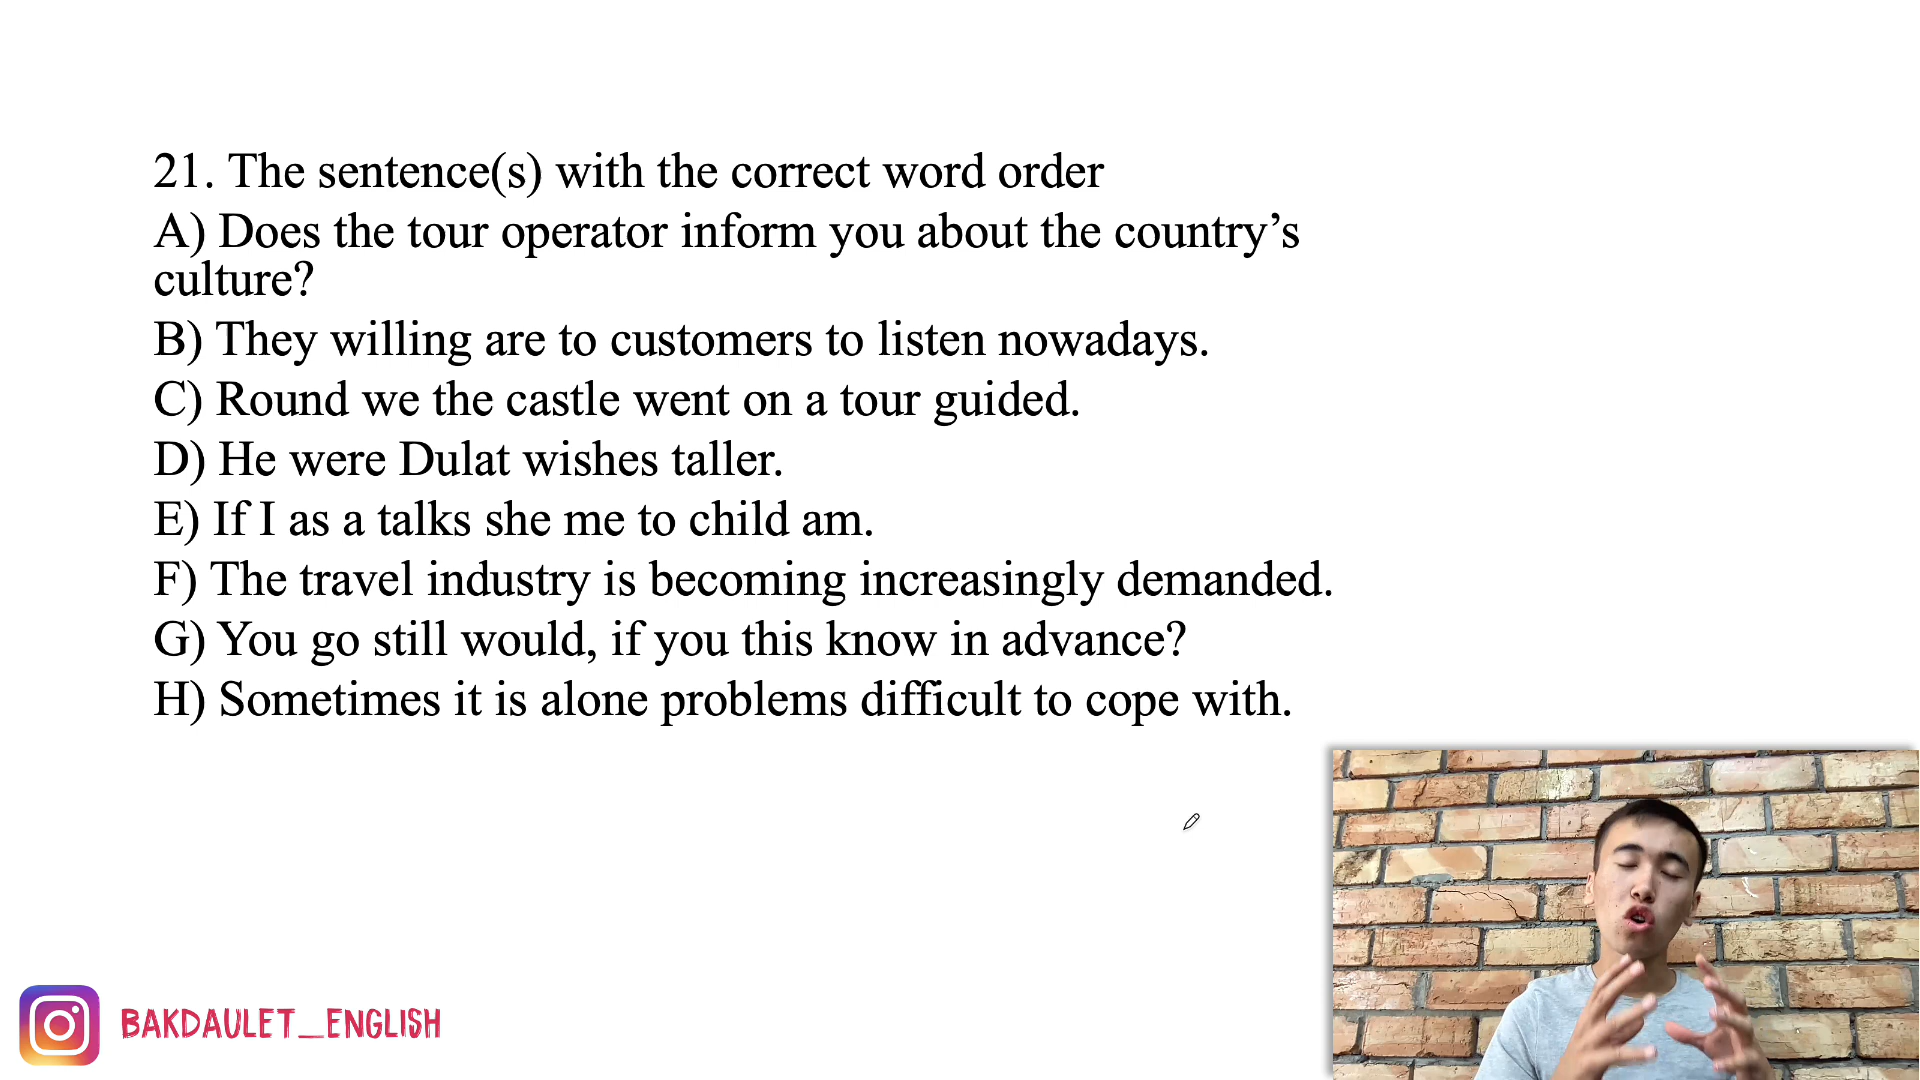 21. The sentence(s) with the correct word order
A) Does the tour operator inform you about the country’s
culture?
B) They willing are to customers to listen nowadays.
C) Round we the castle went on a tour guided.
D) He were Dulat wishes taller.
E) If I as a talks she me to child am.
F) The travel industry is becoming increasingly demanded.
G) You go still would, if you this know in advance?
H) Sometimes it is alone problems difficult to cope with.
BAKDAULET_ENGLISH